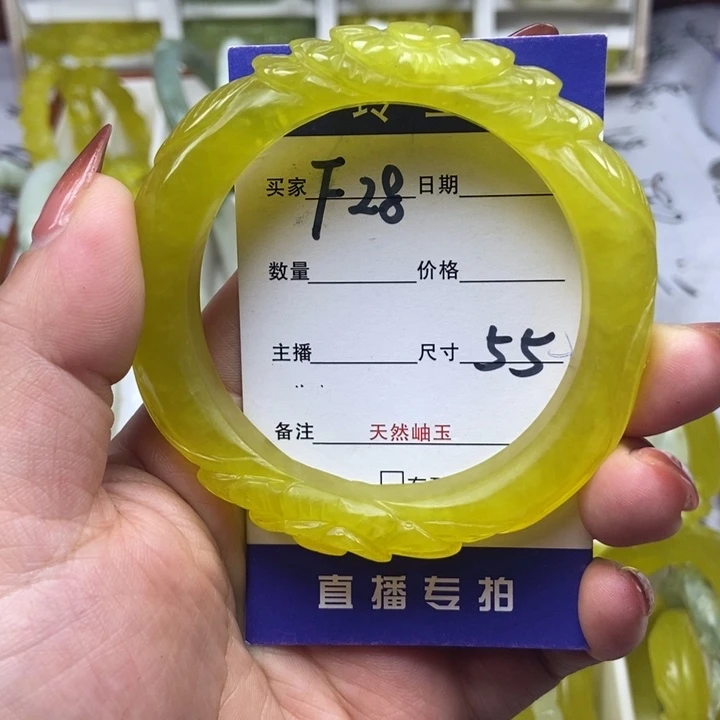 买家 F28 日期
数量 价格
主播 尺寸 55
备注 天然岫玉
直播专拍